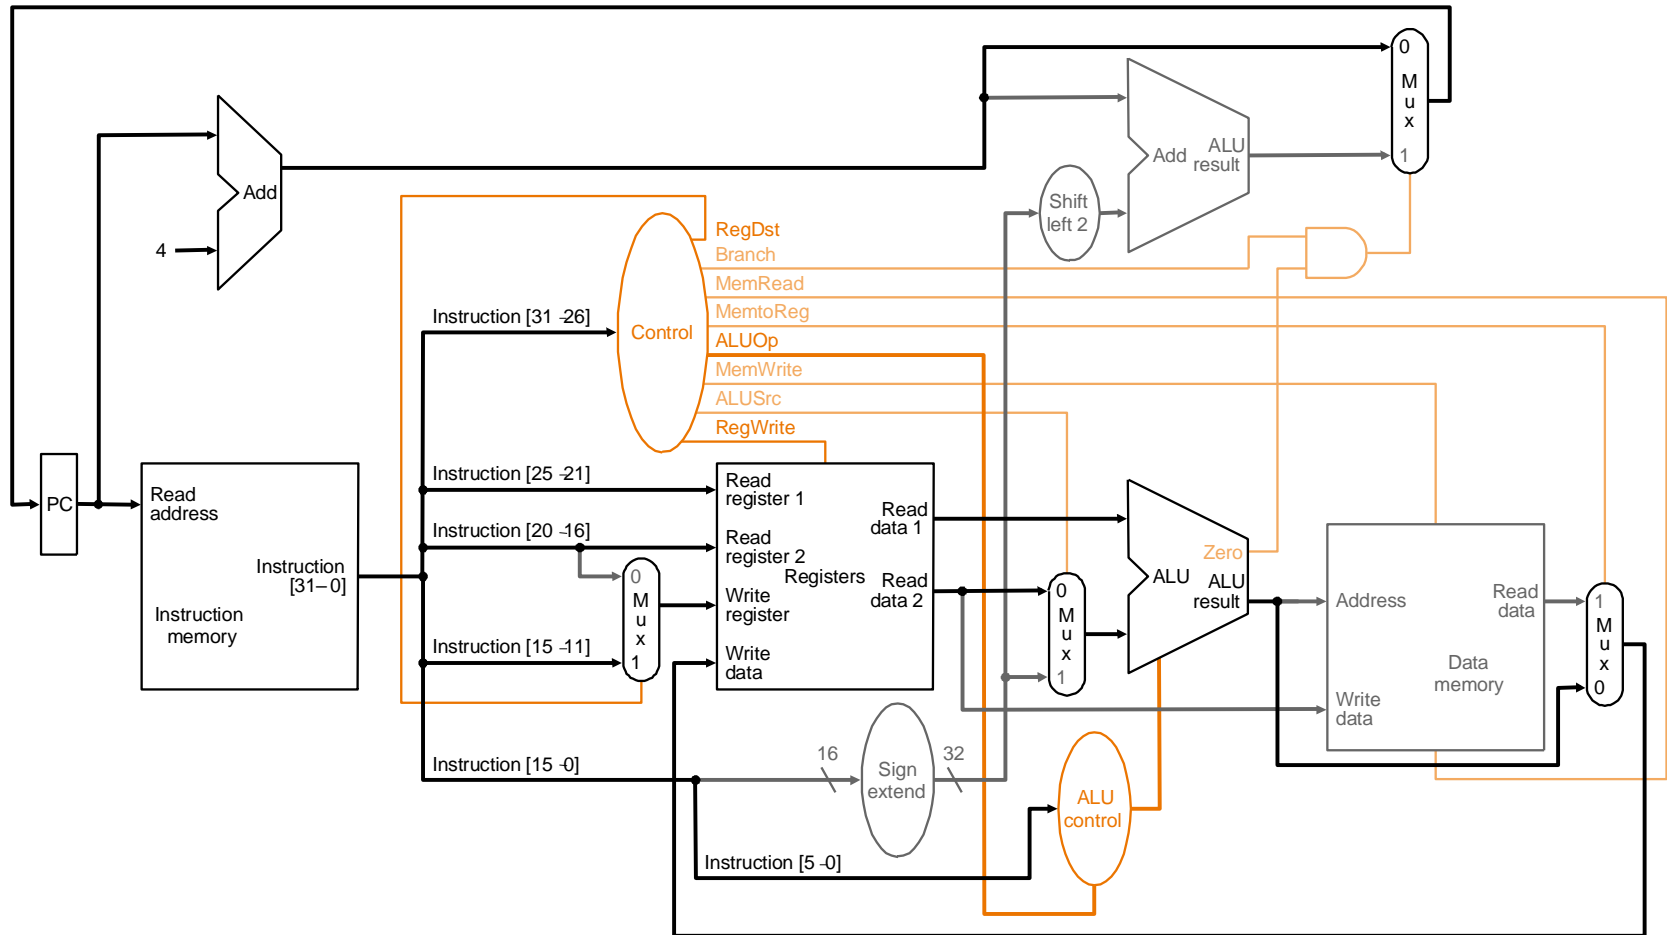 0
M
u
x
1
Add
ALU
result
Add
4
Shift
left 2
RegDst
Branch
MemRead
MemtoReg
ALUOp
MemWrite
ALUSrc
RegWrite
Control
Instruction [31–26]
Instruction [25–21]
Instruction [20–16]
Instruction [15–11]
Instruction [15–0]
Instruction [5–0]
PC
Read
address
Instruction
[31–0]
Instruction
memory
0
M
u
x
1
Read
register 1
Read
register 2
Write
register
Write
data
Registers
Read
data 1
Read
data 2
0
M
u
x
1
Zero
ALU
ALU
result
Address
Read
data
Data
memory
Write
data
1
M
u
x
0
16
Sign
extend
32
ALU
control